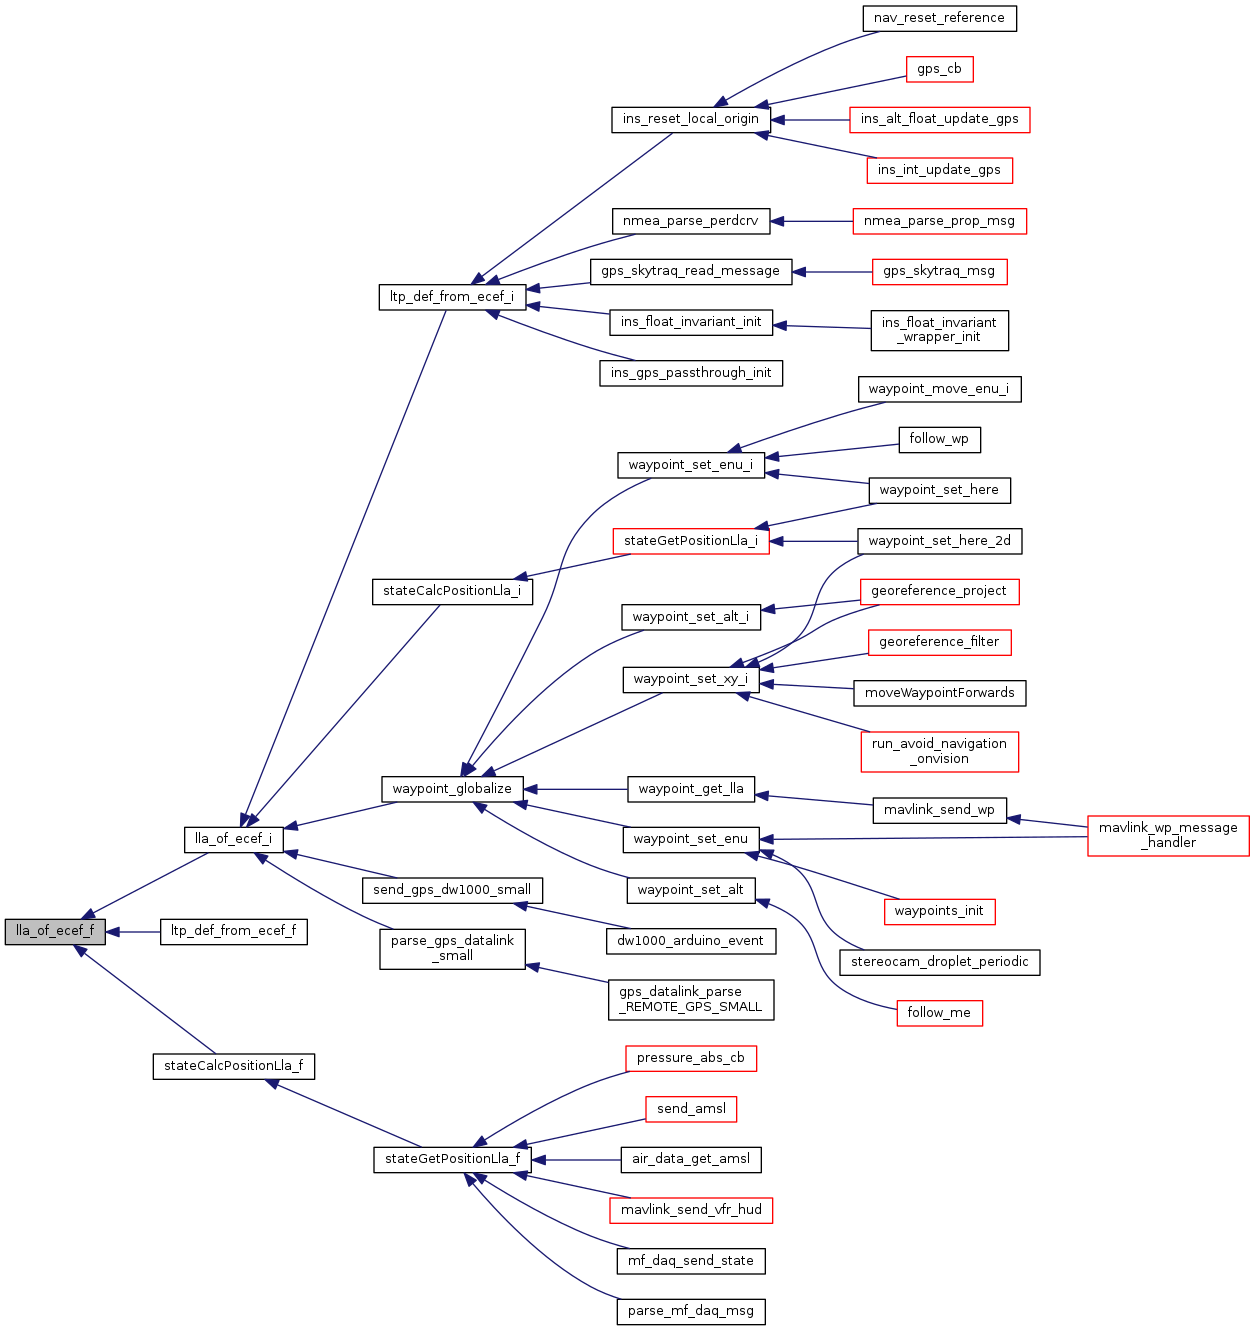 nav_reset_reference
gps_cb
ins_reset_local_origin
ins_alt_float_update_gps
ins_int_update_gps
nmea_parse_perdcrv
nmea_parse_prop_msg
gps_skytraq_read_message
gps_skytraq_msg
ltp_def_from_ecef_i
ins_float_invariant_init
ins_float_invariant
_wrapper_init
ins_gps_passthrough_init
waypoint_move_enu_i
follow_wp
waypoint_set_enu_i
waypoint_set_here
stateGetPositionLla_i
waypoint_set_here_2d
stateCalcPositionLla_i
georeference_project
waypoint_set_alt_i
georeference_filter
waypoint_set_xy_i
moveWaypointForwards
run_avoid_navigation
_onvision
waypoint_globalize
waypoint_get_lla
mavlink_send_wp
mavlink_wp_message
_handler
lla_of_ecef_i
waypoint_set_enu
send_gps_dw1000_small
waypoint_set_alt
waypoints_init
lla_of_ecef_f
ltp_def_from_ecef_f
parse_gps_datalink
_small
dw1000_arduino_event
stereocam_droplet_periodic
gps_datalink_parse
_REMOTE_GPS_SMALL
follow_me
stateCalcPositionLla_f
pressure_abs_cb
send_amsl
stateGetPositionLla_f
air_data_get_amsl
mavlink_send_vfr_hud
mf_daq_send_state
parse_mf_daq_msg